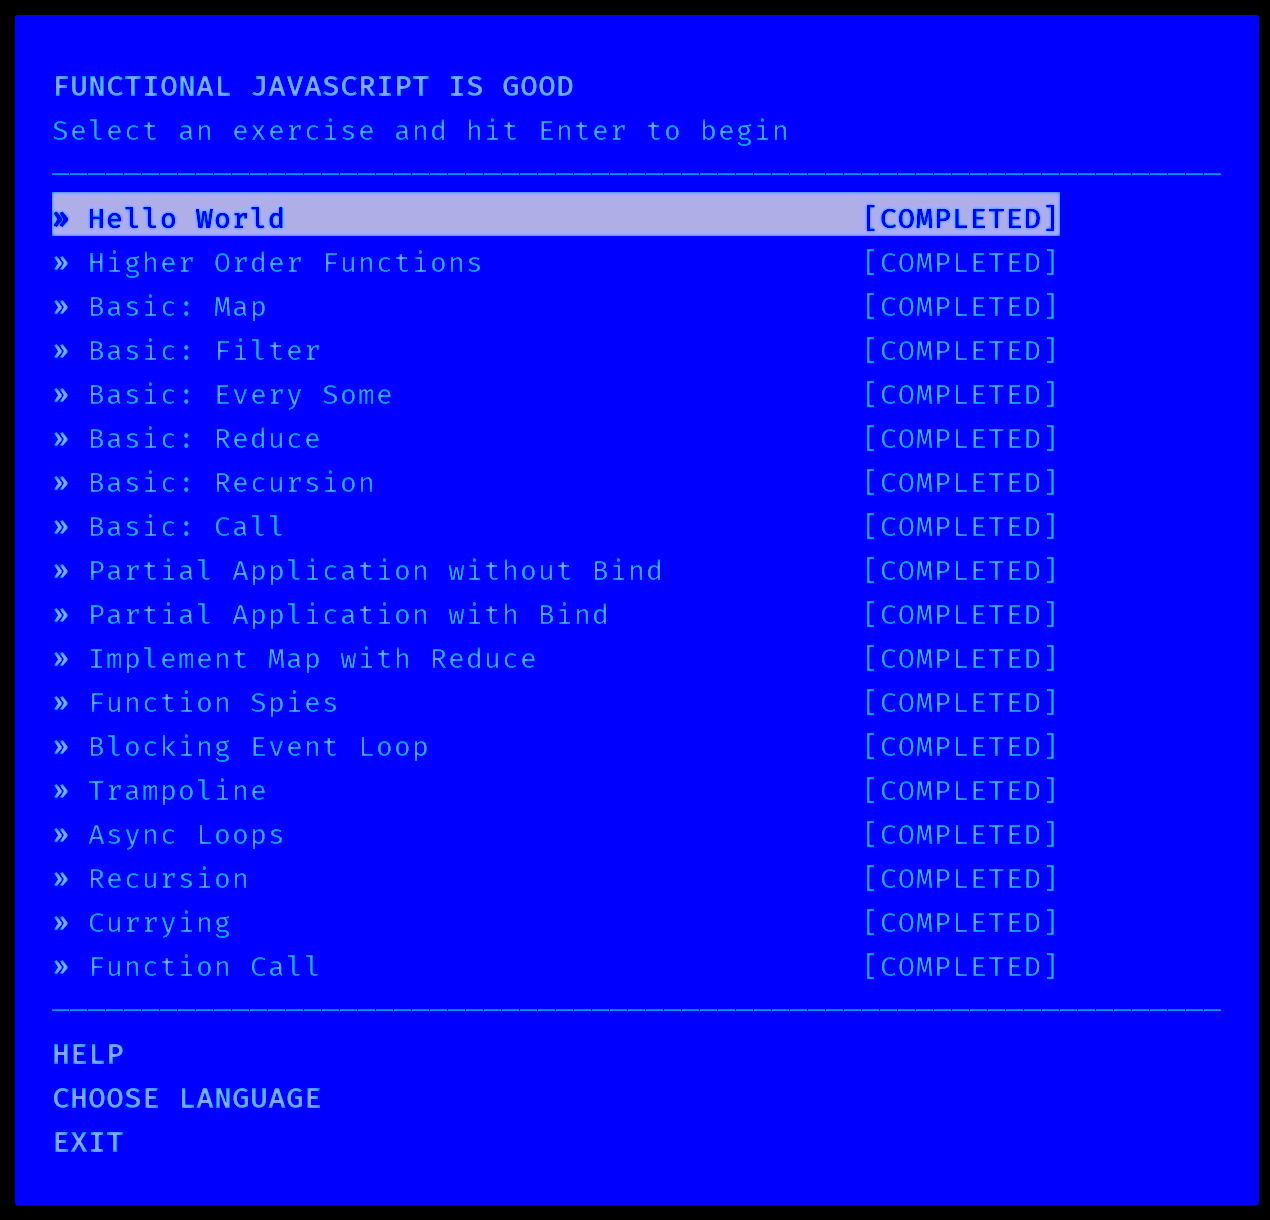 FUNCTIONAL JAVASCRIPT IS GOOD
Select an exercise and hit Enter to begin
» Hello World [COMPLETED]
» Higher Order Functions [COMPLETED]
» Basic: Map [COMPLETED]
» Basic: Filter [COMPLETED]
» Basic: Every Some [COMPLETED]
» Basic: Reduce [COMPLETED]
» Basic: Recursion [COMPLETED]
» Basic: Call [COMPLETED]
» Partial Application without Bind [COMPLETED]
» Partial Application with Bind [COMPLETED]
» Implement Map with Reduce [COMPLETED]
» Function Spies [COMPLETED]
» Blocking Event Loop [COMPLETED]
» Trampoline [COMPLETED]
» Async Loops [COMPLETED]
» Recursion [COMPLETED]
» Currying [COMPLETED]
» Function Call [COMPLETED]
HELP
CHOOSE LANGUAGE
EXIT